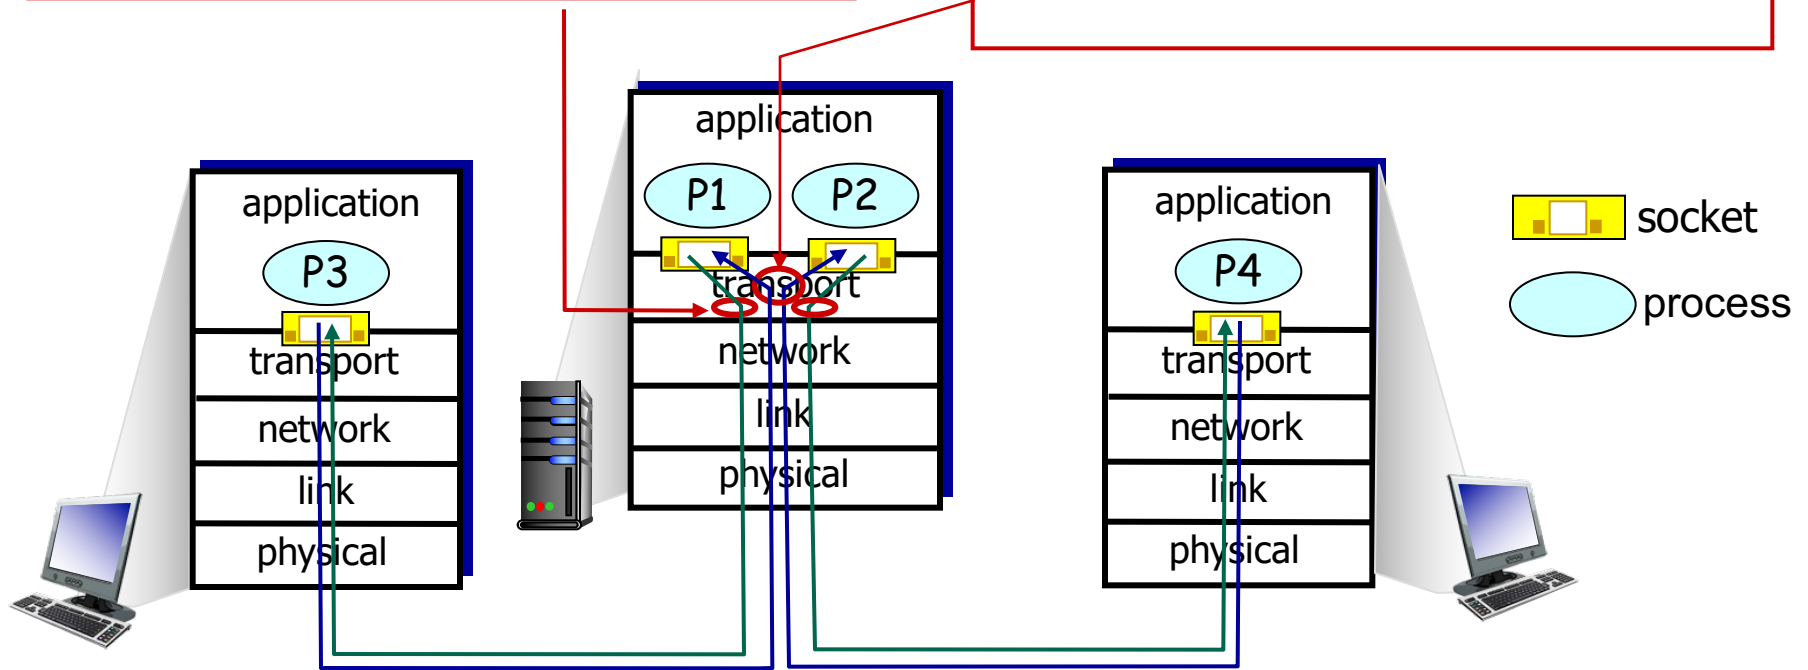 application
P3
transport
network
link
physical
application
P1 P2
transport
network
link
physical
application
P4
transport
network
link
physical
socket
process